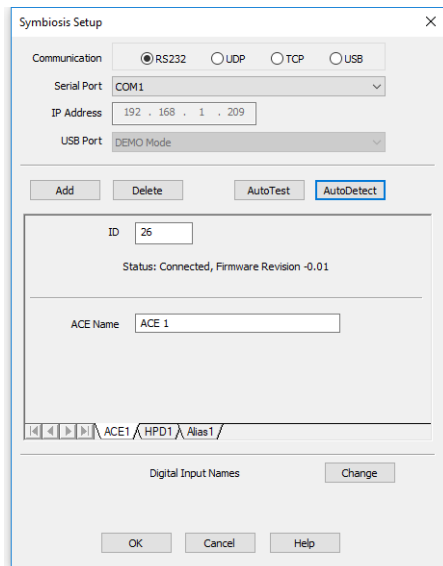 Symbiosis Setup
Communication RS232 UDP TCP USB
Serial Port COM1
IP Address 192 . 168 . 1 . 209
USB Port DEMO Mode
Add Delete AutoTest AutoDetect
ID 26
Status: Connected, Firmware Revision -0.01
ACE Name ACE 1
ACE1 HPD1 Alias1
Digital Input Names Change
OK Cancel Help